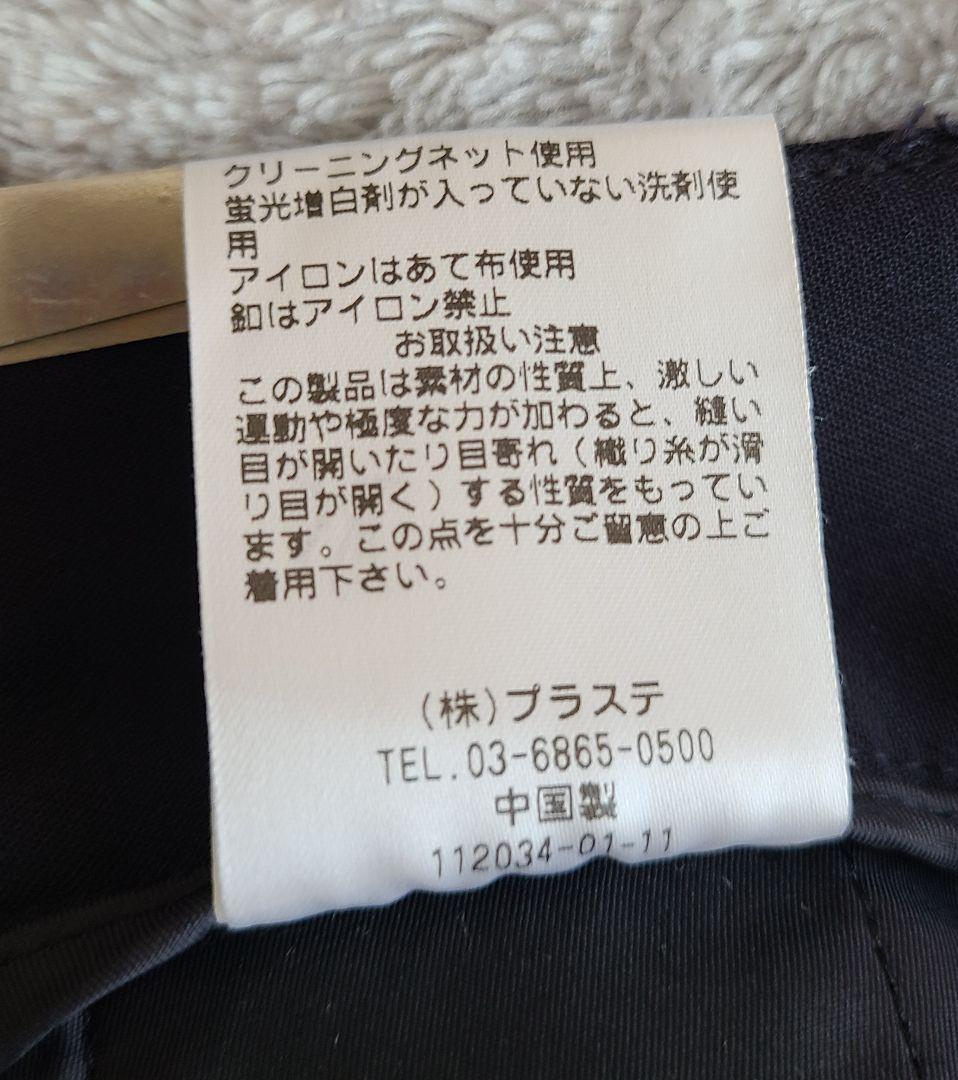 クリーニングネット使用
蛍光増白剤が入っていない洗剤使
用
アイロンはあて布使用
釦はアイロン禁止
お取扱い注意
この製品は素材の性質上、激しい
運動や極度な力が加わると、縫い
目が開いたり目寄れ(織り糸が滑
り目が開く)する性質をもってい
ます。この点を十分ご留意の上ご
着用下さい。
(株)プラステ
TEL.03-6865-0500
中国製
112034-01-11